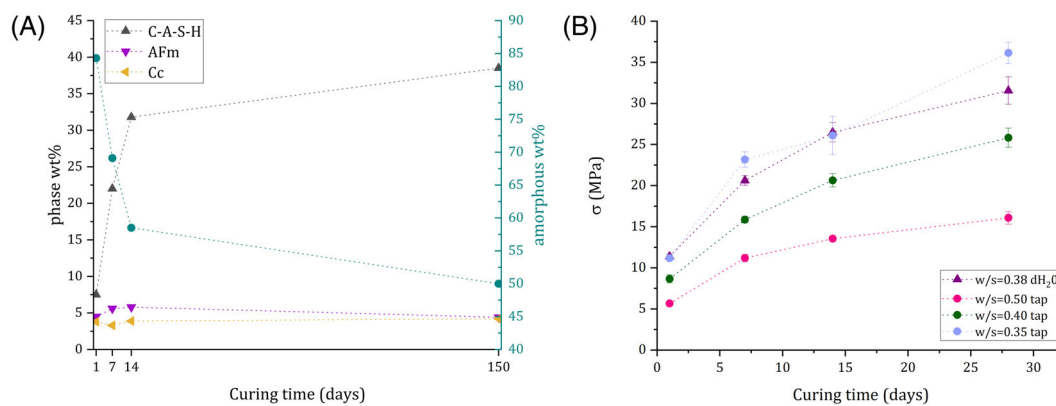 (A)
C-A-S-H
AFm
Cc
phase wt%
45
40
35
30
25
20
15
10
5
0
90
85
80
75
70
65
60
55
50
45
40
amorphous wt%
1 7 14 150
Curing time (days)
(B)
σ (MPa)
40
35
30
25
20
15
10
5
0
w/s=0.38 dH₂O
w/s=0.50 tap
w/s=0.40 tap
w/s=0.35 tap
0 5 10 15 20 25 30
Curing time (days)